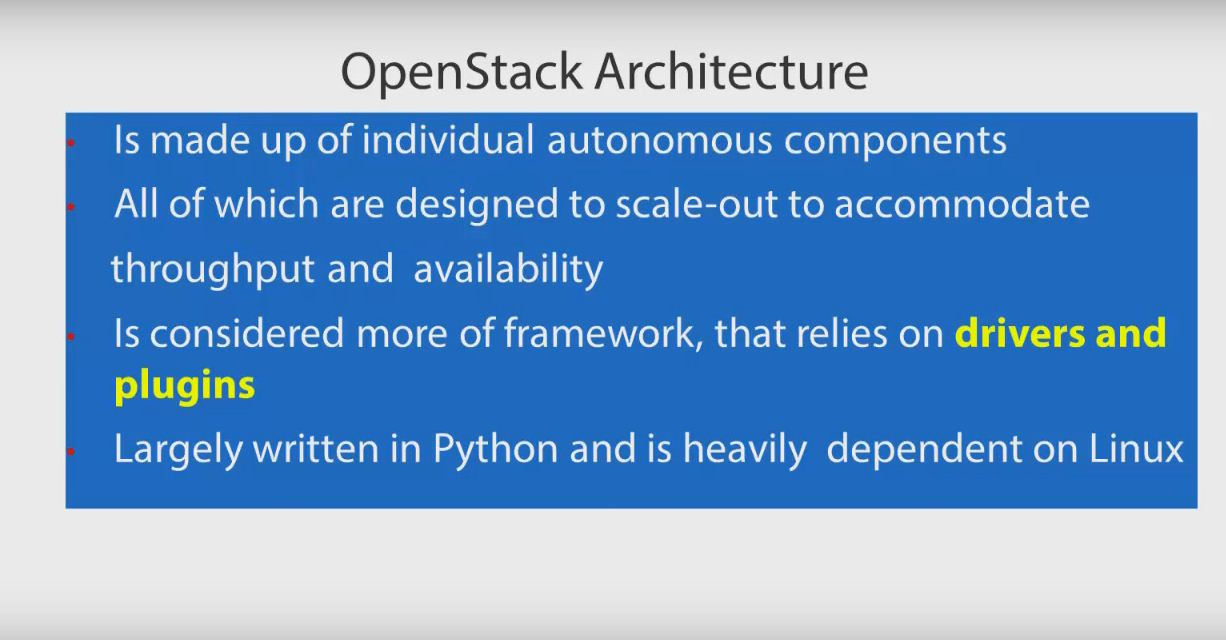 OpenStack Architecture
• Is made up of individual autonomous components
• All of which are designed to scale-out to accommodate
throughput and availability
• Is considered more of framework, that relies on drivers and
plugins
• Largely written in Python and is heavily dependent on Linux